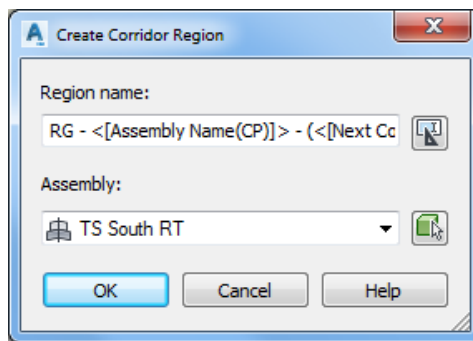 Create Corridor Region
Region name:
RG - <[Assembly Name(CP)]> - (<[Next Co
Assembly:
TS South RT
OK
Cancel
Help